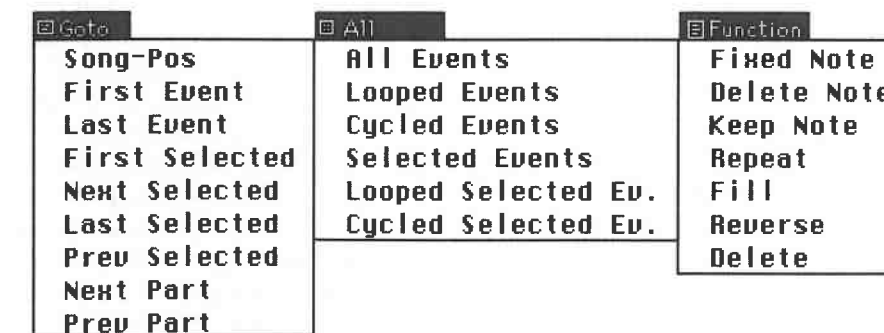 Goto
Song-Pos
First Event
Last Event
First Selected
Next Selected
Last Selected
Prev Selected
Next Part
Prev Part
All
All Events
Looped Events
Cycled Events
Selected Events
Looped Selected Ev.
Cycled Selected Ev.
Function
Fixed Note
Delete Note
Keep Note
Repeat
Fill
Reverse
Delete